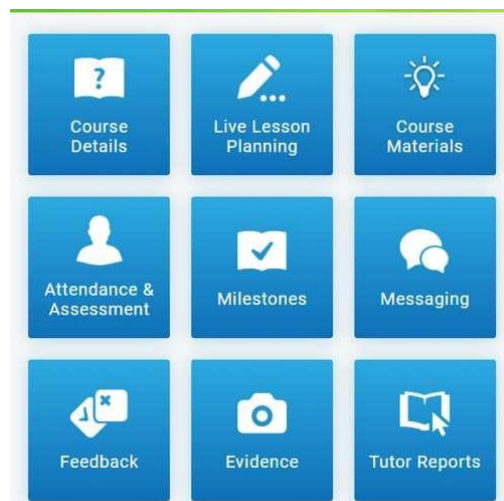 Course
Details
Live Lesson
Planning
Course
Materials
Attendance &
Assessment
Milestones
Messaging
Feedback
Evidence
Tutor Reports